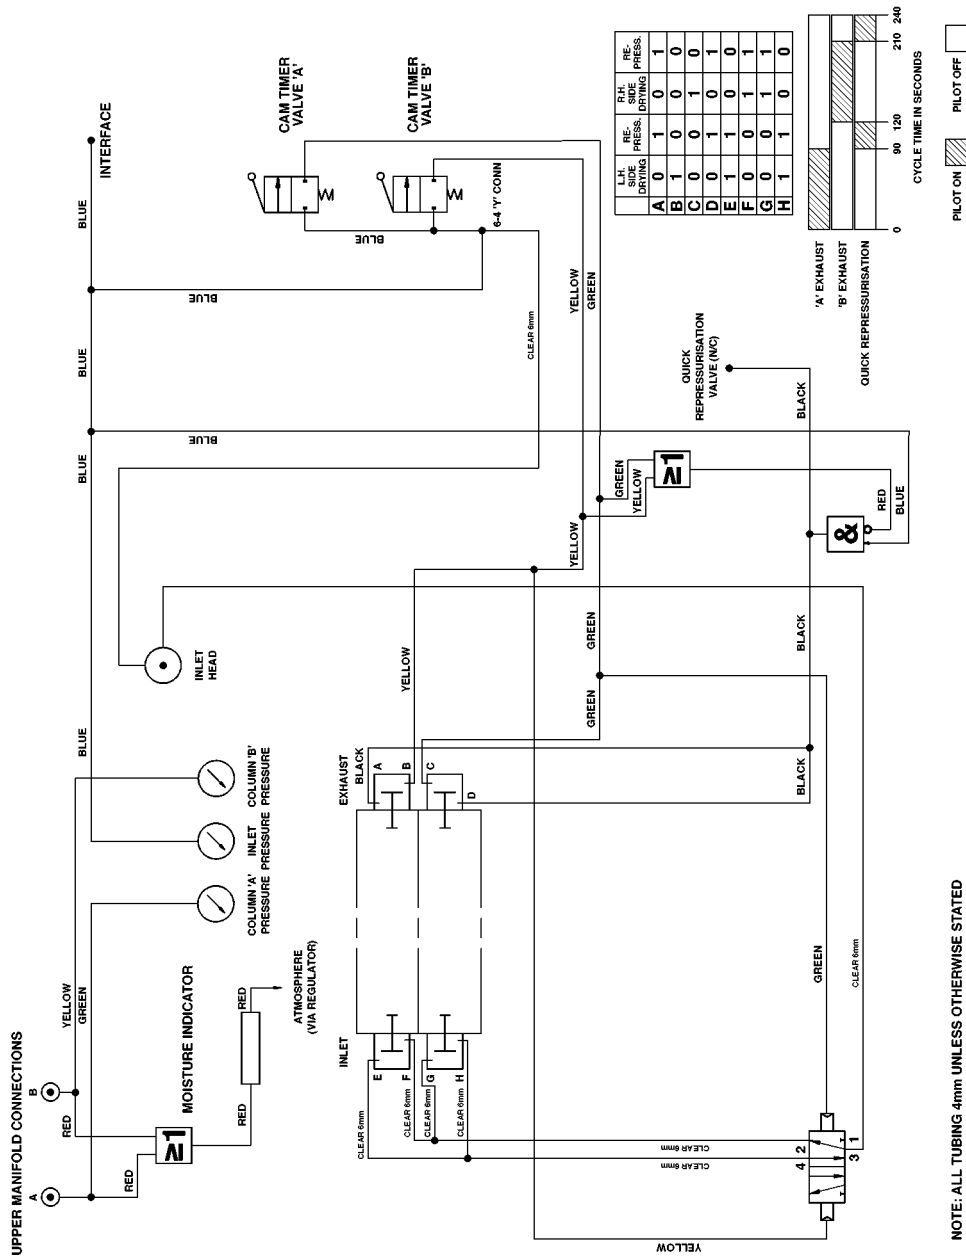 UPPER MANIFOLD CONNECTIONS
A
B
RED
RED
YELLOW
GREEN
BLUE
BLUE
BLUE
BLUE
INTERFACE
MOISTURE INDICATOR
≥1
RED
RED
COLUMN 'A'
PRESSURE
INLET
PRESSURE
COLUMN 'B'
PRESSURE
INLET
HEAD
BLUE
BLUE
CAM TIMER
VALVE 'A'
CAM TIMER
VALVE 'B'
BLUE
6-4 'Y' CONN
CLEAR 6mm
ATMOSPHERE
(VIA REGULATOR)
INLET
EXHAUST
BLACK
E
F
G
H
A
B
C
D
CLEAR 6mm
CLEAR 6mm
CLEAR 6mm
CLEAR 6mm
YELLOW
YELLOW
YELLOW
GREEN
GREEN
GREEN
GREEN
YELLOW
≥1
CLEAR 6mm
CLEAR 6mm
YELLOW
QUICK
REPRESSURISATION
VALVE (N/C)
BLACK
BLACK
BLACK
&
RED
BLUE
GREEN
CLEAR 6mm
4 2
3 1
L.H. SIDE DRYING RE-PRESS. R.H. SIDE DRYING RE-PRESS.
A 0 1 0 1
B 1 0 0 0
C 0 0 1 0
D 0 1 0 1
E 1 1 0 0
F 0 0 1 1
G 0 0 1 1
H 1 1 0 0
'A' EXHAUST
'B' EXHAUST
QUICK REPRESSURISATION
0 90 120 210 240
CYCLE TIME IN SECONDS
PILOT ON
PILOT OFF
NOTE: ALL TUBING 4mm UNLESS OTHERWISE STATED